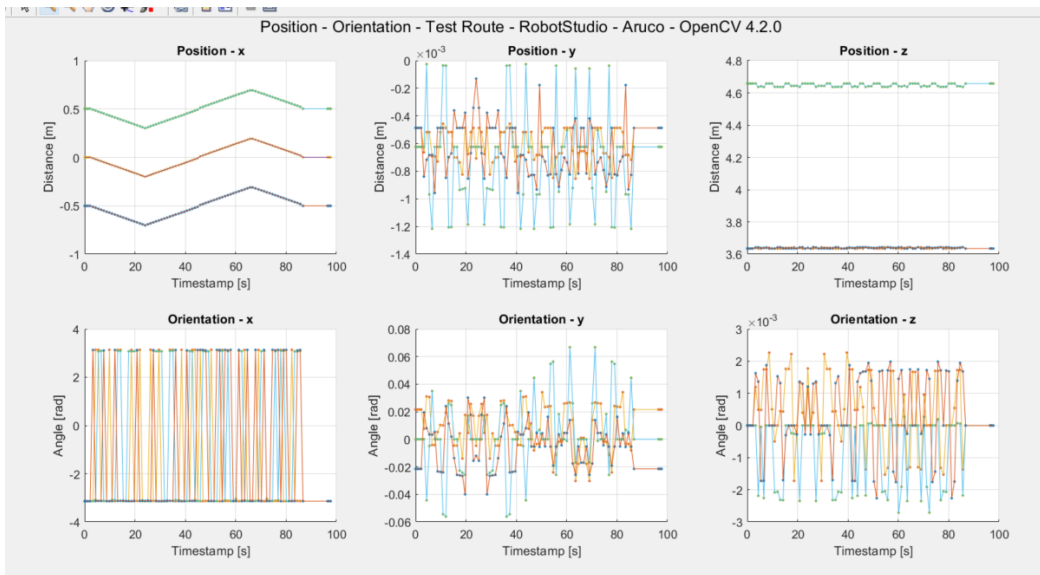 Position - Orientation - Test Route - RobotStudio - Aruco - OpenCV 4.2.0
Position - x
1
0.5
0
-0.5
-1
Distance [m]
0 20 40 60 80 100
Timestamp [s]
Position - y
×10⁻³
0
-0.2
-0.4
-0.6
-0.8
-1
-1.2
-1.4
Distance [m]
0 20 40 60 80 100
Timestamp [s]
Position - z
4.8
4.6
4.4
4.2
4
3.8
3.6
Distance [m]
0 20 40 60 80 100
Timestamp [s]
Orientation - x
4
2
0
-2
-4
Angle [rad]
0 20 40 60 80 100
Timestamp [s]
Orientation - y
0.08
0.06
0.04
0.02
0
-0.02
-0.04
-0.06
Angle [rad]
0 20 40 60 80 100
Timestamp [s]
Orientation - z
×10⁻³
3
2
1
0
-1
-2
-3
Angle [rad]
0 20 40 60 80 100
Timestamp [s]